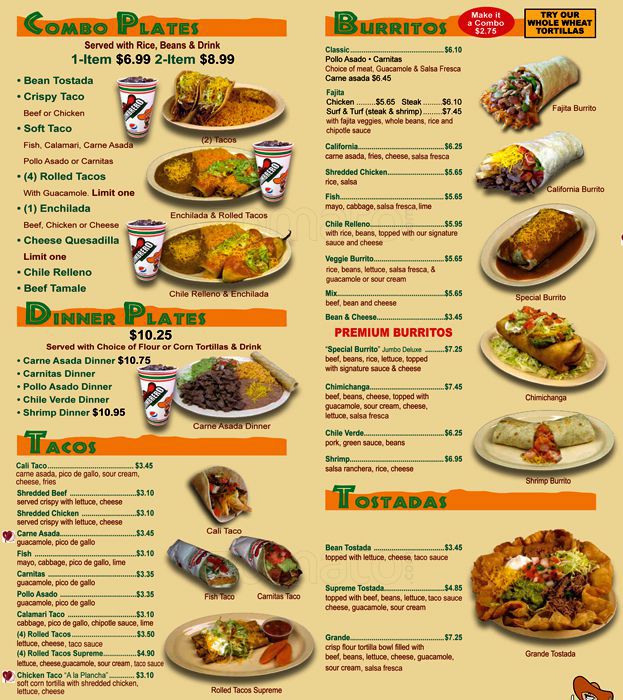 COMBO PLATES
Served with Rice, Beans & Drink
1-Item $6.99 2-Item $8.99
• Bean Tostada
• Crispy Taco
Beef or Chicken
• Soft Taco
Fish, Calamari, Carne Asada
Pollo Asado or Carnitas
• (4) Rolled Tacos
With Guacamole. Limit one
• (1) Enchilada
Beef, Chicken or Cheese
• Cheese Quesadilla
Limit one
• Chile Relleno
• Beef Tamale
(2) Tacos
Enchilada & Rolled Tacos
Chile Relleno & Enchilada
DINNER PLATES
$10.25
Served with Choice of Flour or Corn Tortillas & Drink
• Carne Asada Dinner $10.75
• Carnitas Dinner
• Pollo Asado Dinner
• Chile Verde Dinner
• Shrimp Dinner $10.95
Carne Asada Dinner
TACOS
Cali Taco $3.45
carne asada, pico de gallo, sour cream,
cheese, fries
Shredded Beef $3.10
served crispy with lettuce, cheese
Shredded Chicken $3.10
served crispy with lettuce, cheese
Carne Asada $3.45
guacamole, pico de gallo
Fish $3.10
mayo, cabbage, pico de gallo, lime
Carnitas $3.35
guacamole, pico de gallo
Pollo Asado $3.35
guacamole, pico de gallo
Calamari Taco $3.10
cabbage, pico de gallo, chipotle sauce, lime
(4) Rolled Tacos $3.50
lettuce, cheese, taco sauce
(4) Rolled Tacos Supreme $4.90
lettuce, cheese,guacamole, sour cream, taco sauce
Chicken Taco "A la Plancha" $3.10
soft corn tortilla with shredded chicken,
lettuce, cheese
Cali Taco
Fish Taco
Carnitas Taco
Rolled Tacos Supreme
BURRITOS
Make it
a Combo
$2.75
TRY OUR
WHOLE WHEAT
TORTILLAS
Classic $6.10
Pollo Asado • Carnitas
Choice of meat, Guacamole & Salsa Fresca
Carne asada $6.45
Fajita
Chicken $5.65 Steak $6.10
Surf & Turf (steak & shrimp) $7.45
with fajita veggies, whole beans, rice and
chipotle sauce
California $6.25
carne asada, fries, cheese, salsa fresca
Shredded Chicken $5.65
rice, salsa
Fish $5.65
mayo, cabbage, salsa fresca, lime
Chile Relleno $5.95
with rice, beans, topped with our signature
sauce and cheese
Veggie Burrito $5.65
rice, beans, lettuce, salsa fresca, &
guacamole or sour cream
Mix $5.65
beef, bean and cheese
Bean & Cheese $3.45
PREMIUM BURRITOS
"Special Burrito" Jumbo Deluxe $7.25
beef, beans, rice, lettuce, topped
with signature sauce & cheese
Chimichanga $7.45
beef, beans, cheese, topped with
guacamole, sour cream, cheese,
lettuce, salsa fresca
Chile Verde $6.25
pork, green sauce, beans
Shrimp $6.95
salsa ranchera, rice, cheese
Fajita Burrito
California Burrito
Special Burrito
Chimichanga
Shrimp Burrito
TOSTADAS
Bean Tostada $3.45
topped with lettuce, cheese, taco sauce
Supreme Tostada $4.85
topped with beef, beans, lettuce, taco sauce
cheese, guacamole, sour cream
Grande $7.25
crisp flour tortilla bowl filled with
beef, beans, lettuce, cheese, guacamole,
sour cream, salsa fresca
Grande Tostada